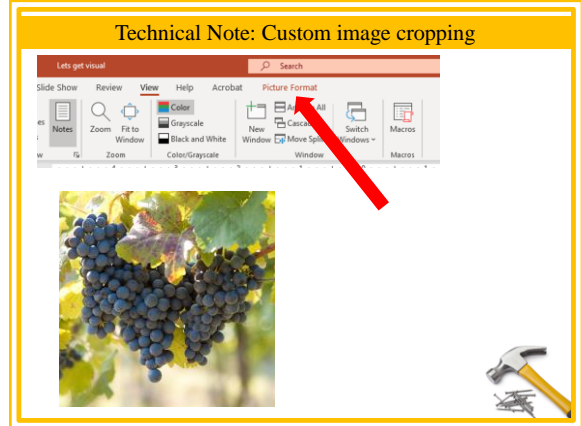 Technical Note: Custom image cropping
Lets get visual
Search
Slide Show Review View Help Acrobat Picture Format
Notes
Zoom
Fit to
Window
Color
Grayscale
Black and White
New
Window
All
Move
Switch
Windows
Macros
Zoom Color/Grayscale Window Macros